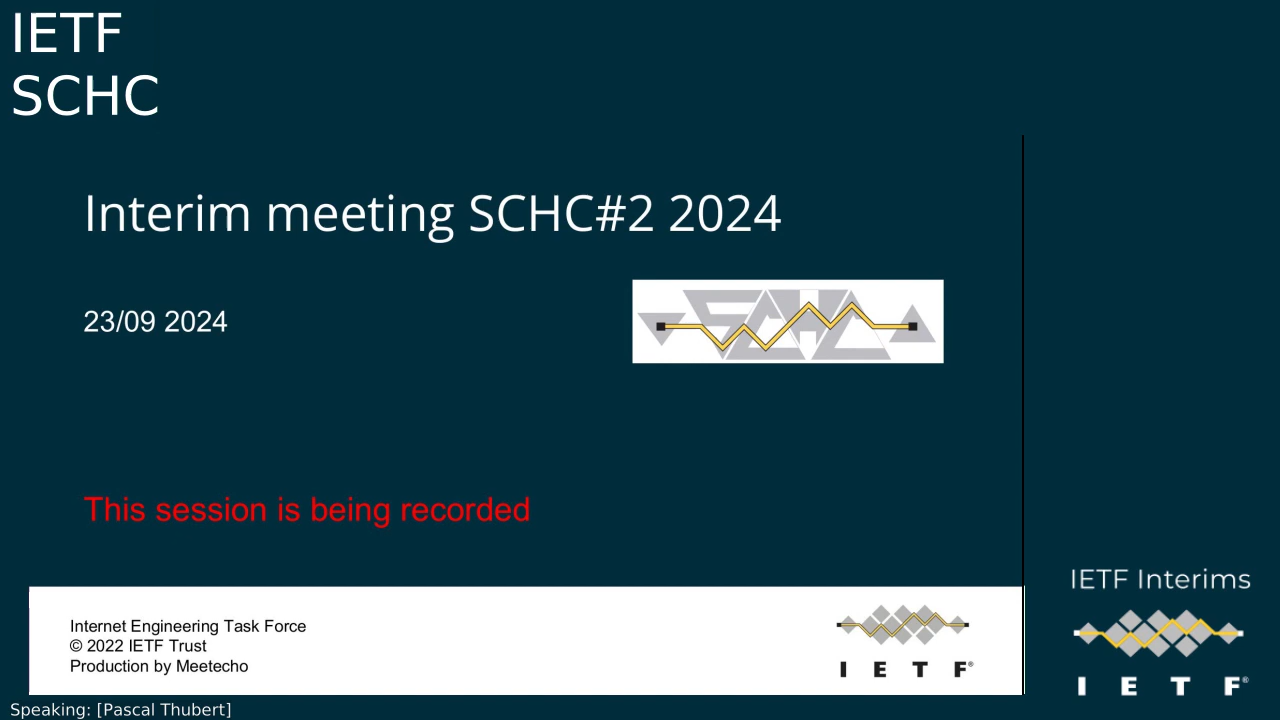 IETF
SCHC
Interim meeting SCHC#2 2024
23/09 2024
SCHC
This session is being recorded
Internet Engineering Task Force
© 2022 IETF Trust
Production by Meetecho
I E T F®
IETF Interims
I E T F®
Speaking: [Pascal Thubert]